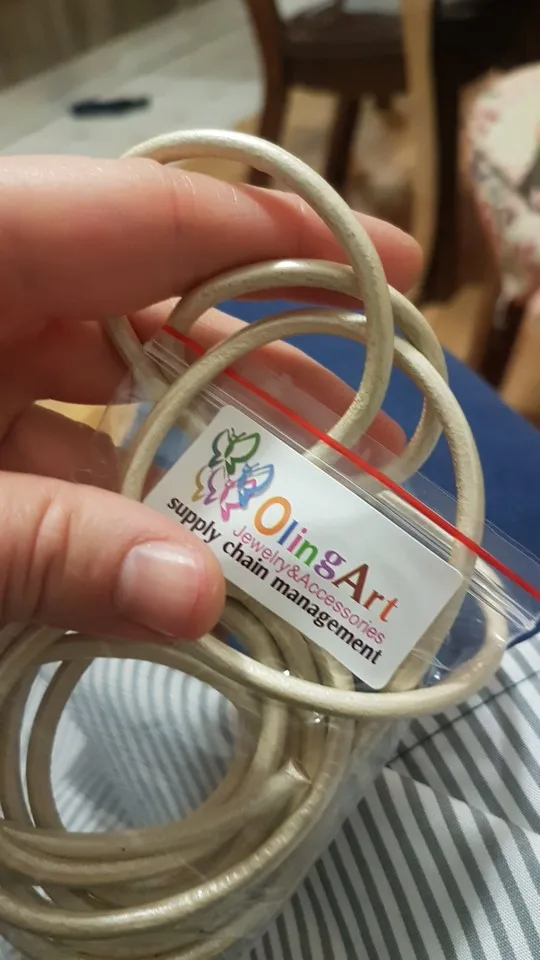 OlingArt
Jewelry&Accessories
supply chain management